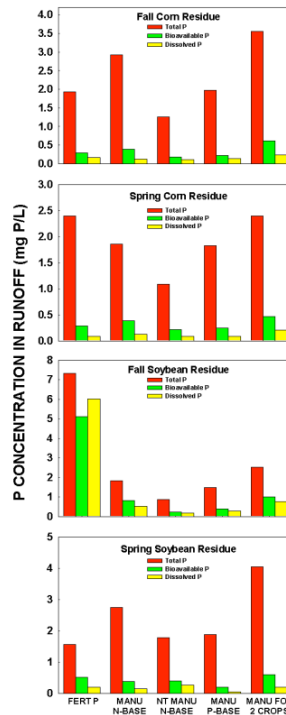 P CONCENTRATION IN RUNOFF (mg P/L)
Fall Corn Residue
Total P
Bioavailable P
Dissolved P
4.0
3.5
3.0
2.5
2.0
1.5
1.0
0.5
0.0
Spring Corn Residue
Total P
Bioavailable P
Dissolved P
3.0
2.5
2.0
1.5
1.0
0.5
0.0
Fall Soybean Residue
Total P
Bioavailable P
Dissolved P
8
7
6
5
4
3
2
1
0
Spring Soybean Residue
Total P
Bioavailable P
Dissolved P
5
4
3
2
1
0
FERT P MANU NT MANU MANU MANU FO
N-BASE N-BASE P-BASE 2 CROPS